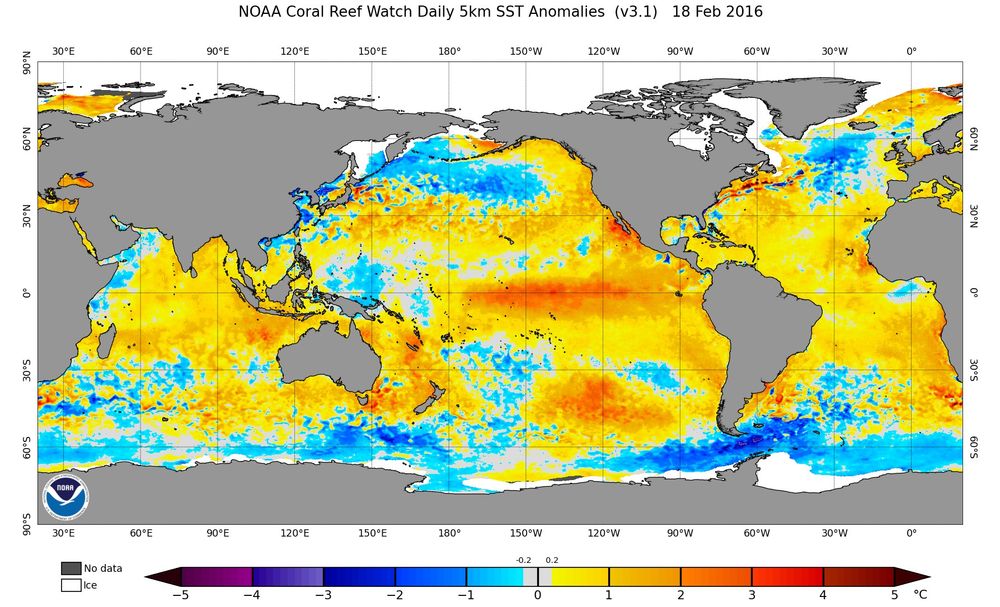 NOAA Coral Reef Watch Daily 5km SST Anomalies (v3.1) 18 Feb 2016
30°E 60°E 90°E 120°E 150°E 180° 150°W 120°W 90°W 60°W 30°W 0°
90°N
60°N 60°N
30°N 30°N
0° 0°
30°S 30°S
60°S 60°S
90°S
NOAA
30°E 60°E 90°E 120°E 150°E 180° 150°W 120°W 90°W 60°W 30°W 0°
-0.2 0.2
No data
Ice
−5 −4 −3 −2 −1 0 1 2 3 4 5 °C